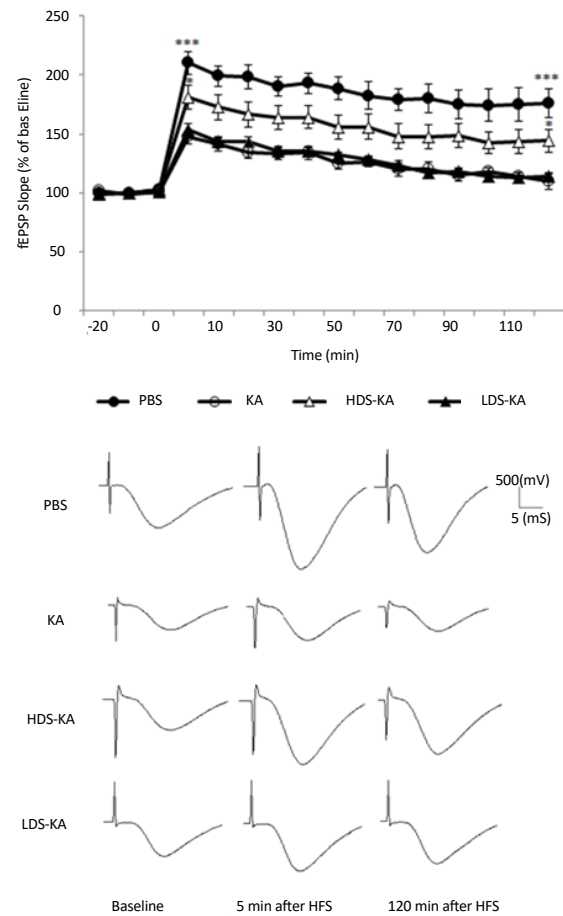 250
***
***
200
*
*
150
100
50
0
fEPSP Slope (% of bas Eline)
-20 0 10 30 50 70 90 110
Time (min)
PBS KA HDS-KA LDS-KA
PBS
500(mV)
5 (mS)
KA
HDS-KA
LDS-KA
Baseline 5 min after HFS 120 min after HFS